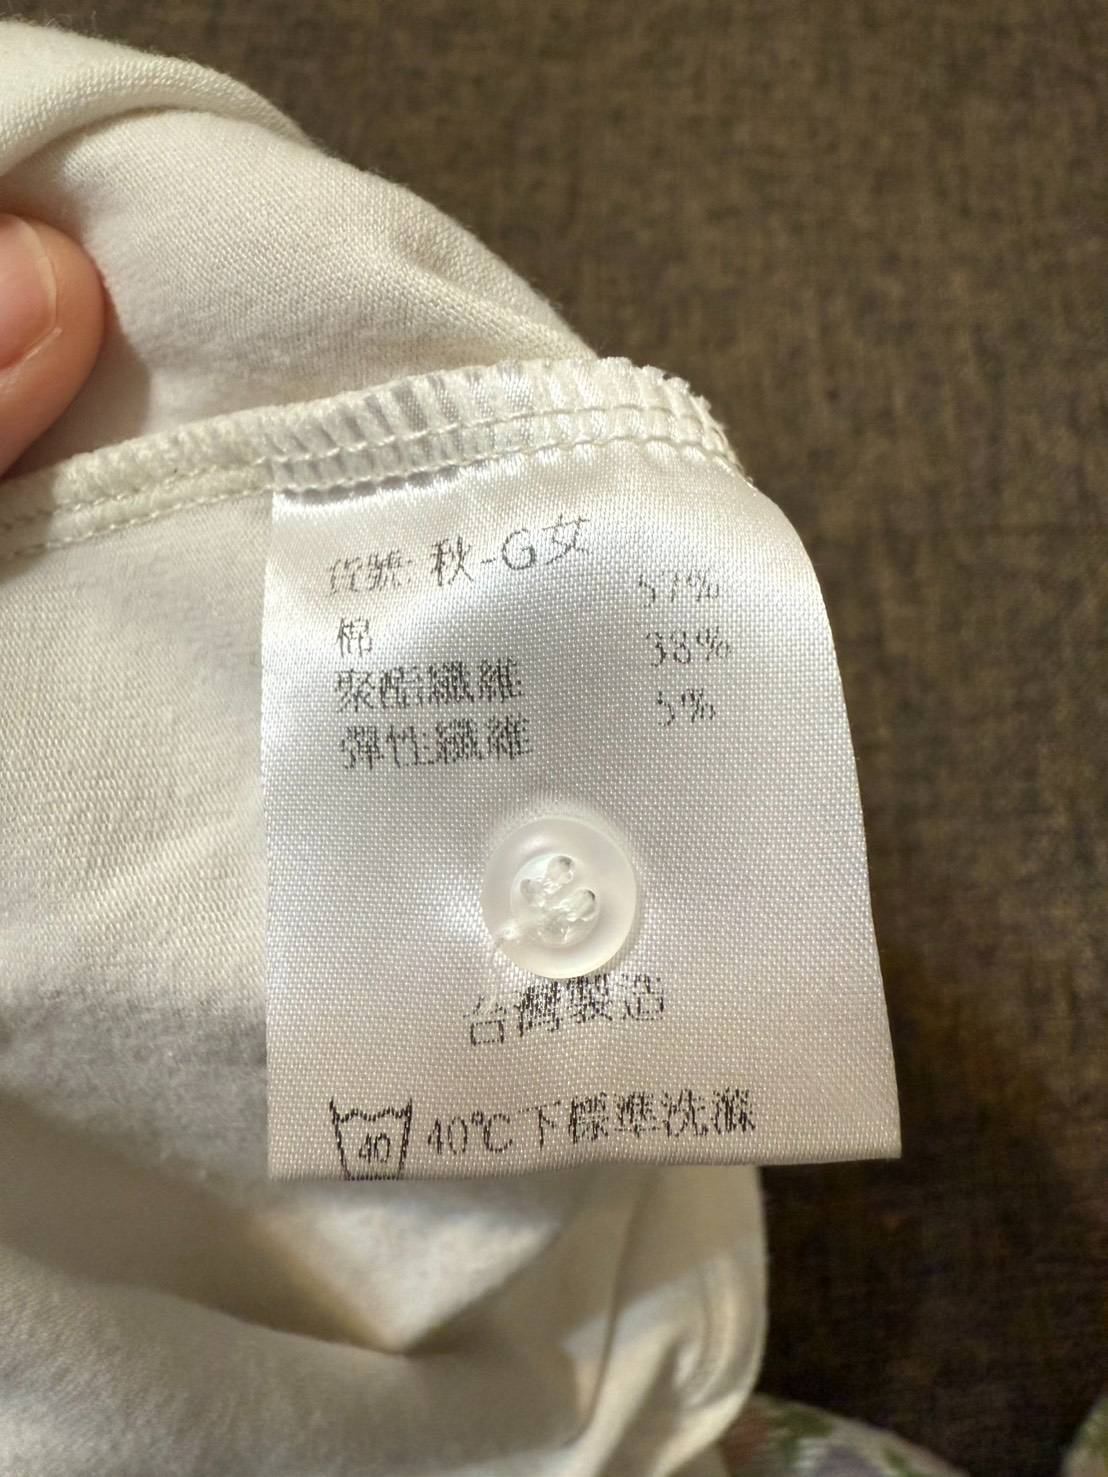 貨號: 秋-G女
棉 57%
聚酯纖維 38%
彈性纖維 5%
台灣製造
40 40℃下標準洗滌